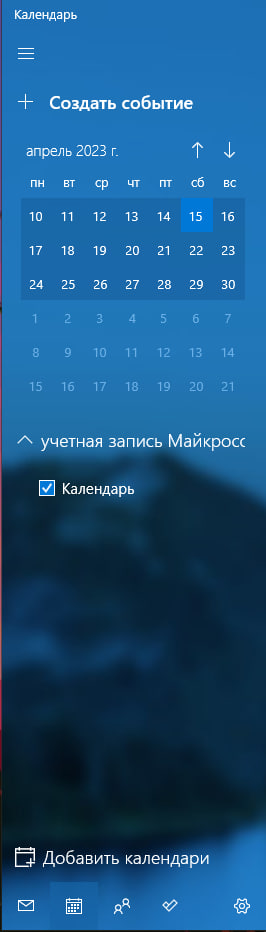 Календарь
Создать событие
апрель 2023 г.
пн вт ср чт пт сб вс
10 11 12 13 14 15 16
17 18 19 20 21 22 23
24 25 26 27 28 29 30
1 2 3 4 5 6 7
8 9 10 11 12 13 14
15 16 17 18 19 20 21
учетная запись Майкросс
Календарь
Добавить календари